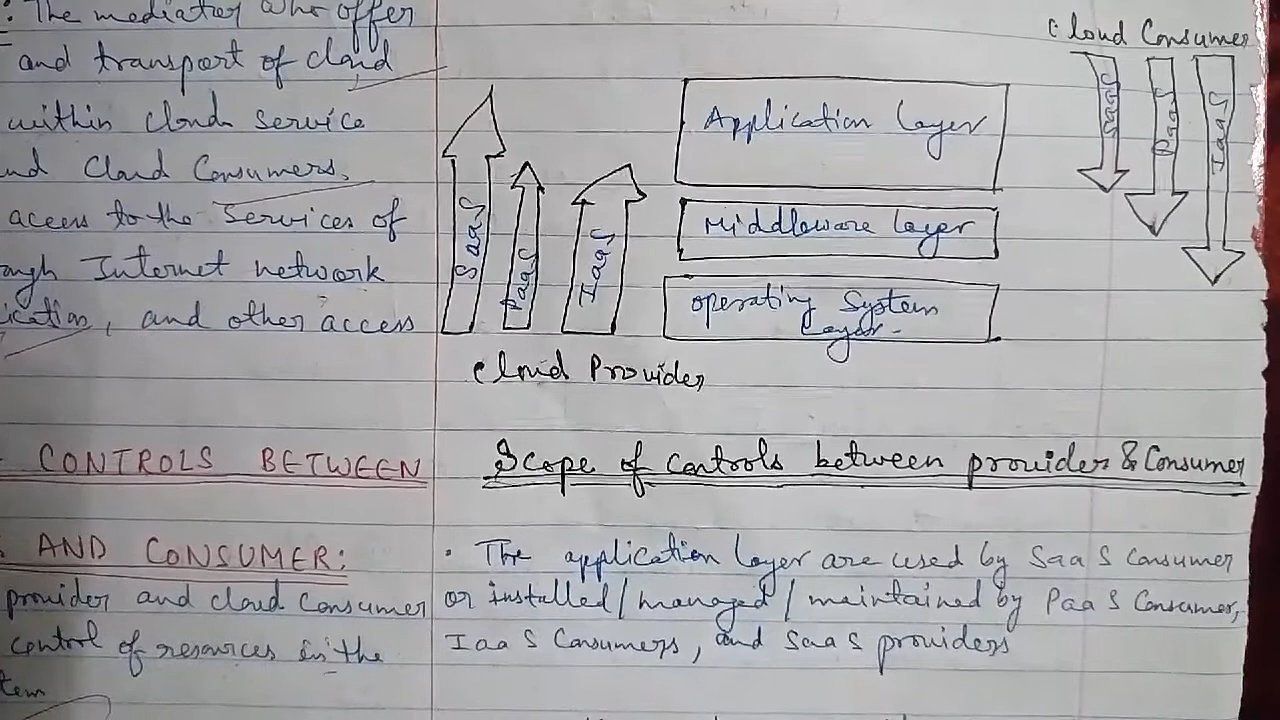 : The mediator who offer
and transport of cloud
within cloud service
nd Cloud Consumers.
access to the Services of
ough Internet network
ication, and other access
CONTROLS BETWEEN
AND CONSUMER:
provider and cloud Consumer
control of resources in the
tem
Cloud Consumer
SaaS
PaaS
IaaS
Application layer
Middleware layer
Operating System
Layer.
SaaS
PaaS
IaaS
Cloud Provider
Scope of Controls between provider & Consumer
· The application layer are used by SaaS Consumer
or installed/managed/maintained by PaaS Consumer,
IaaS Consumers, and SaaS providers